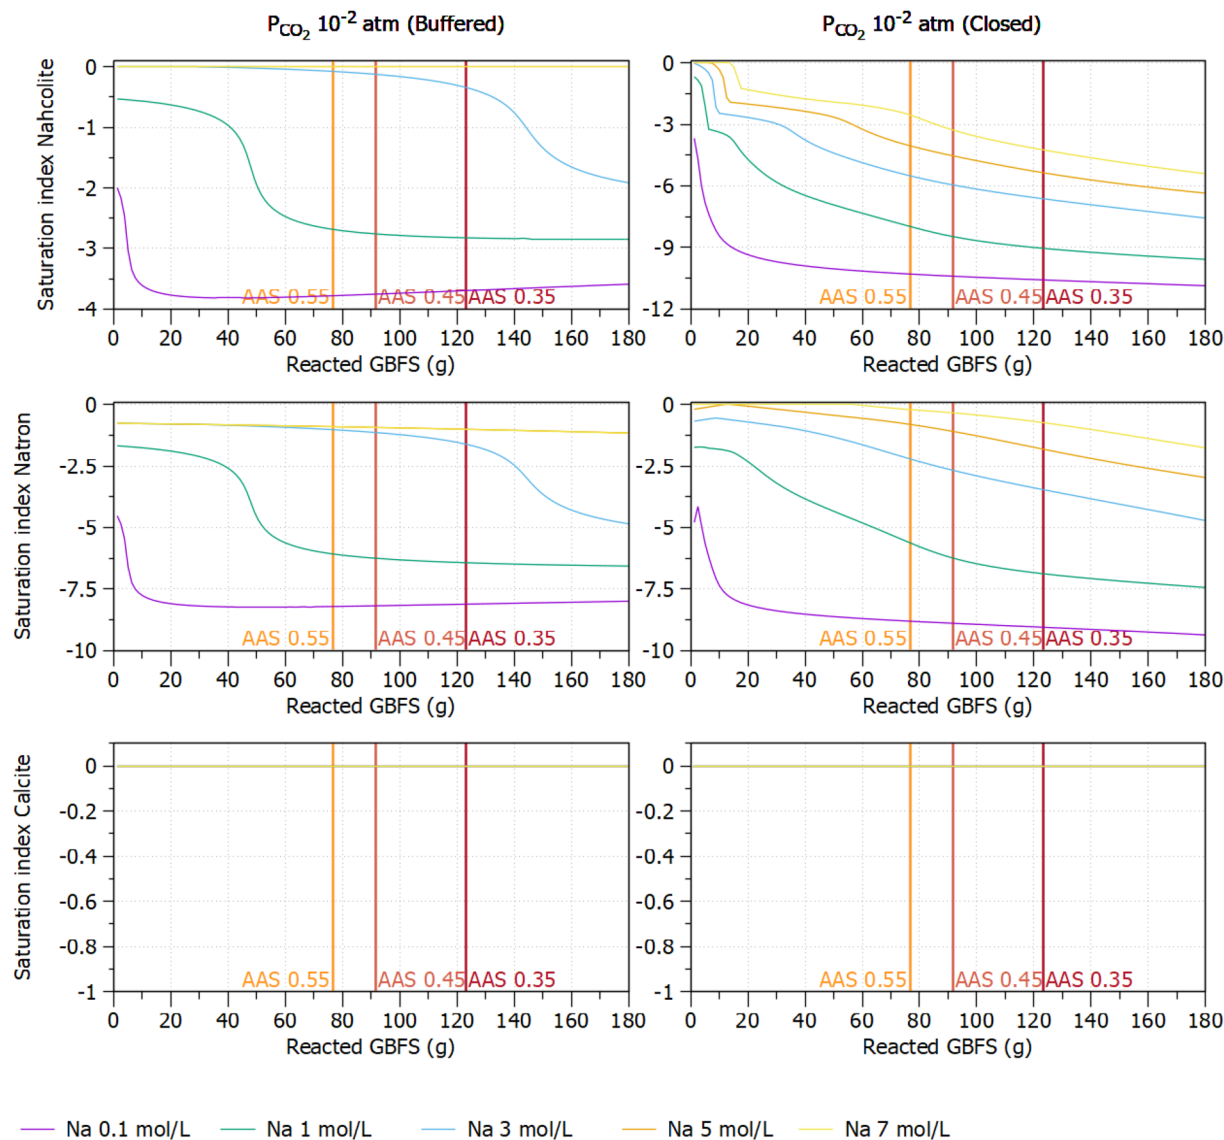 P_CO₂ 10⁻² atm (Buffered)
P_CO₂ 10⁻² atm (Closed)
Saturation index Nahcolite
0
-1
-2
-3
-4
AAS 0.55
AAS 0.45
AAS 0.35
0 20 40 60 80 100 120 140 160 180
Reacted GBFS (g)
0
-3
-6
-9
-12
AAS 0.55
AAS 0.45
AAS 0.35
0 20 40 60 80 100 120 140 160 180
Reacted GBFS (g)
Saturation index Natron
0
-2.5
-5
-7.5
-10
AAS 0.55
AAS 0.45
AAS 0.35
0 20 40 60 80 100 120 140 160 180
Reacted GBFS (g)
0
-2.5
-5
-7.5
-10
AAS 0.55
AAS 0.45
AAS 0.35
0 20 40 60 80 100 120 140 160 180
Reacted GBFS (g)
Saturation index Calcite
0
-0.2
-0.4
-0.6
-0.8
-1
AAS 0.55
AAS 0.45
AAS 0.35
0 20 40 60 80 100 120 140 160 180
Reacted GBFS (g)
0
-0.2
-0.4
-0.6
-0.8
-1
AAS 0.55
AAS 0.45
AAS 0.35
0 20 40 60 80 100 120 140 160 180
Reacted GBFS (g)
Na 0.1 mol/L
Na 1 mol/L
Na 3 mol/L
Na 5 mol/L
Na 7 mol/L